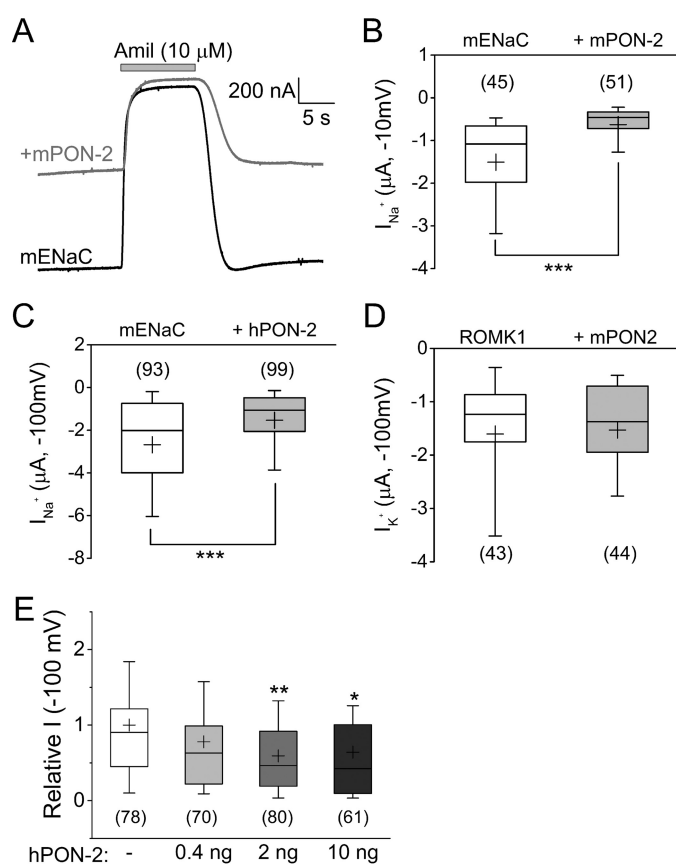 A
Amil (10 μM)
200 nA
5 s
+mPON-2
mENaC
B
mENaC + mPON-2
(45) (51)
1
0
-1
-2
-3
-4
I Na+ (μA, -10mV)
***
C
mENaC + hPON-2
(93) (99)
2
0
-2
-4
-6
-8
I Na+ (μA, -100mV)
***
D
ROMK1 + mPON2
0
-1
-2
-3
-4
I K+ (μA, -100mV)
(43) (44)
E
Relative I (-100 mV)
2
1
0
** *
(78) (70) (80) (61)
hPON-2: - 0.4 ng 2 ng 10 ng